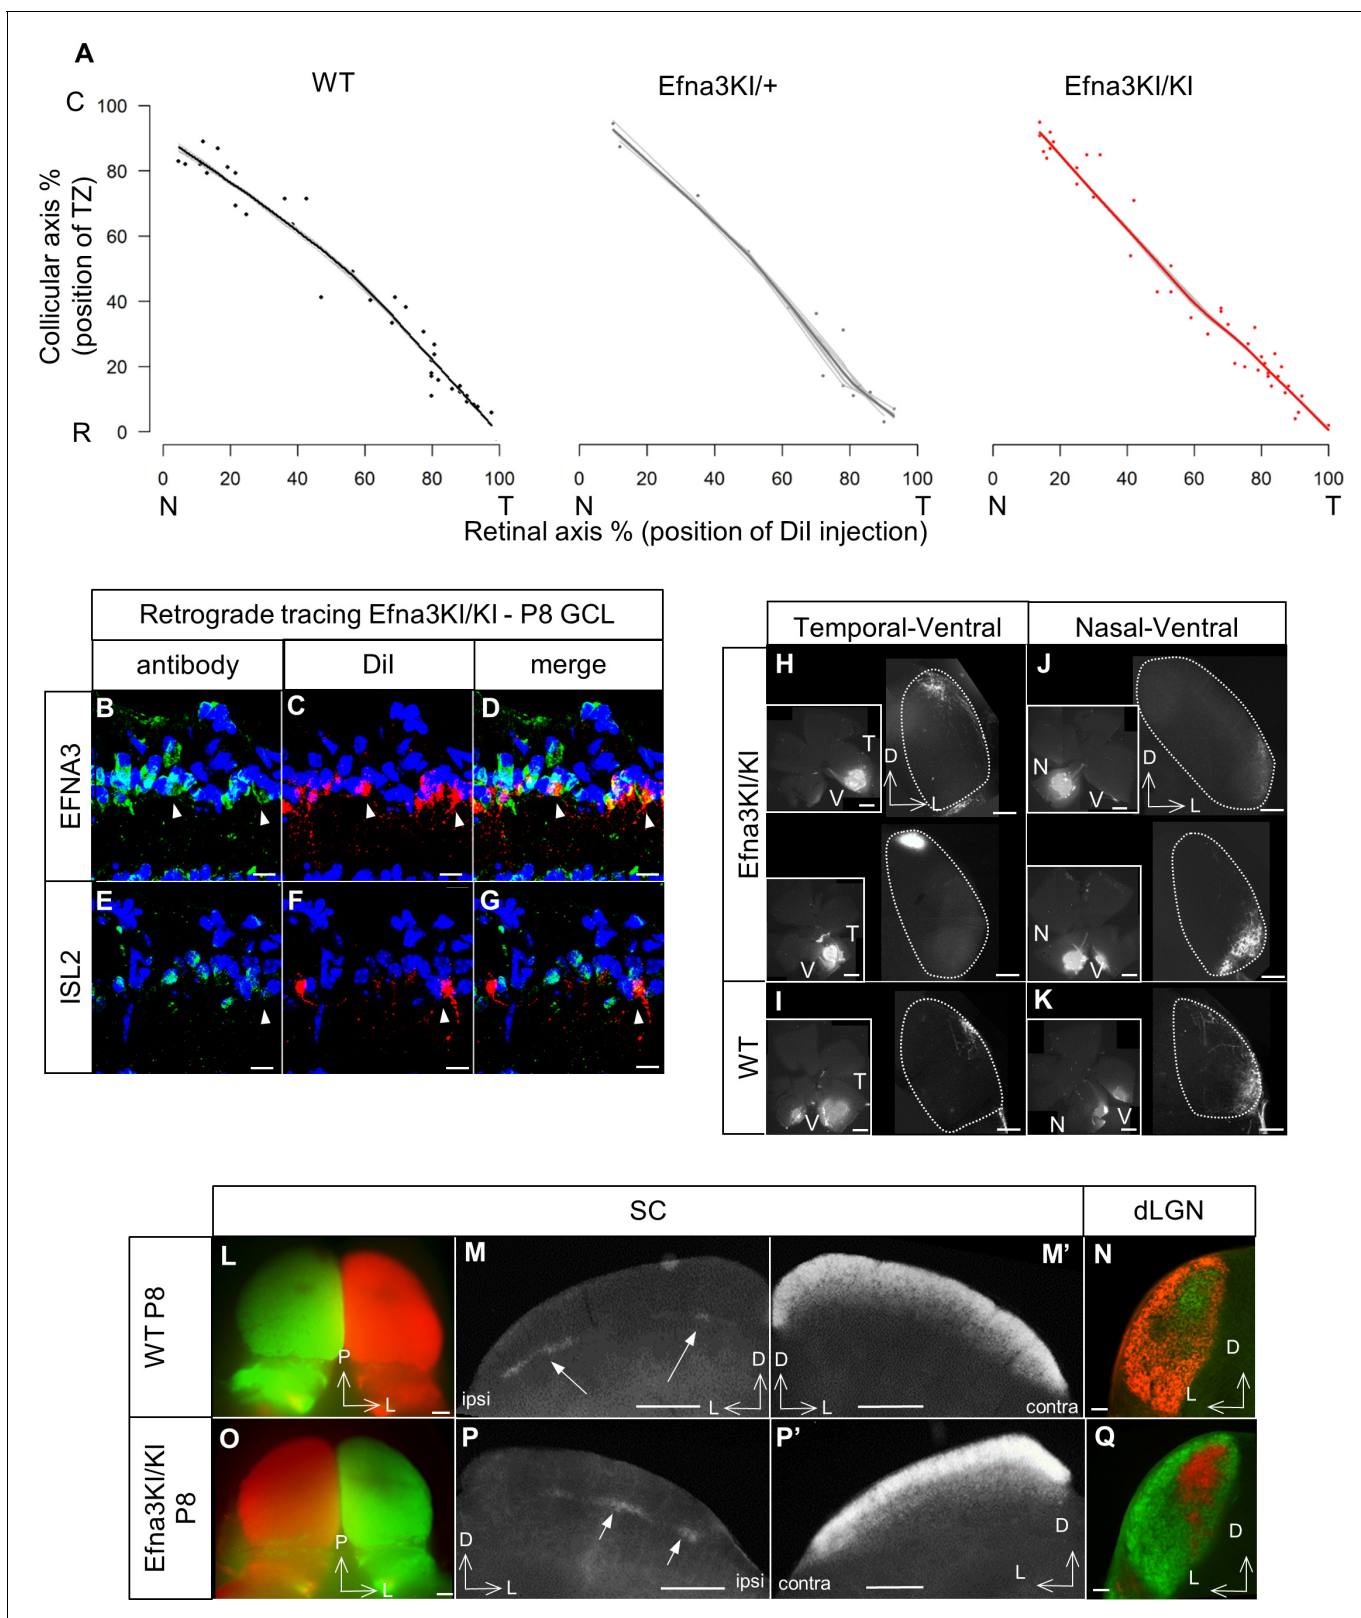 A
WT
Efna3KI/+
Efna3KI/KI
Collicular axis %
(position of TZ)
C 100
80
60
40
20
R 0
0 20 40 60 80 100
0 20 40 60 80 100
0 20 40 60 80 100
N T N T N T
Retinal axis % (position of DiI injection)
Retrograde tracing Efna3KI/KI - P8 GCL
antibody DiI merge
EFNA3
B C D
ISL2
E F G
Temporal-Ventral Nasal-Ventral
Efna3KI/KI
H J
T D V L
N D V L
T V
N V
WT
I K
T V
N V
SC dLGN
WT P8
L M M' N
P L
ipsi L D
D L contra
D L
Efna3KI/KI
P8
O P P' Q
P L
D L ipsi
contra D L
D L